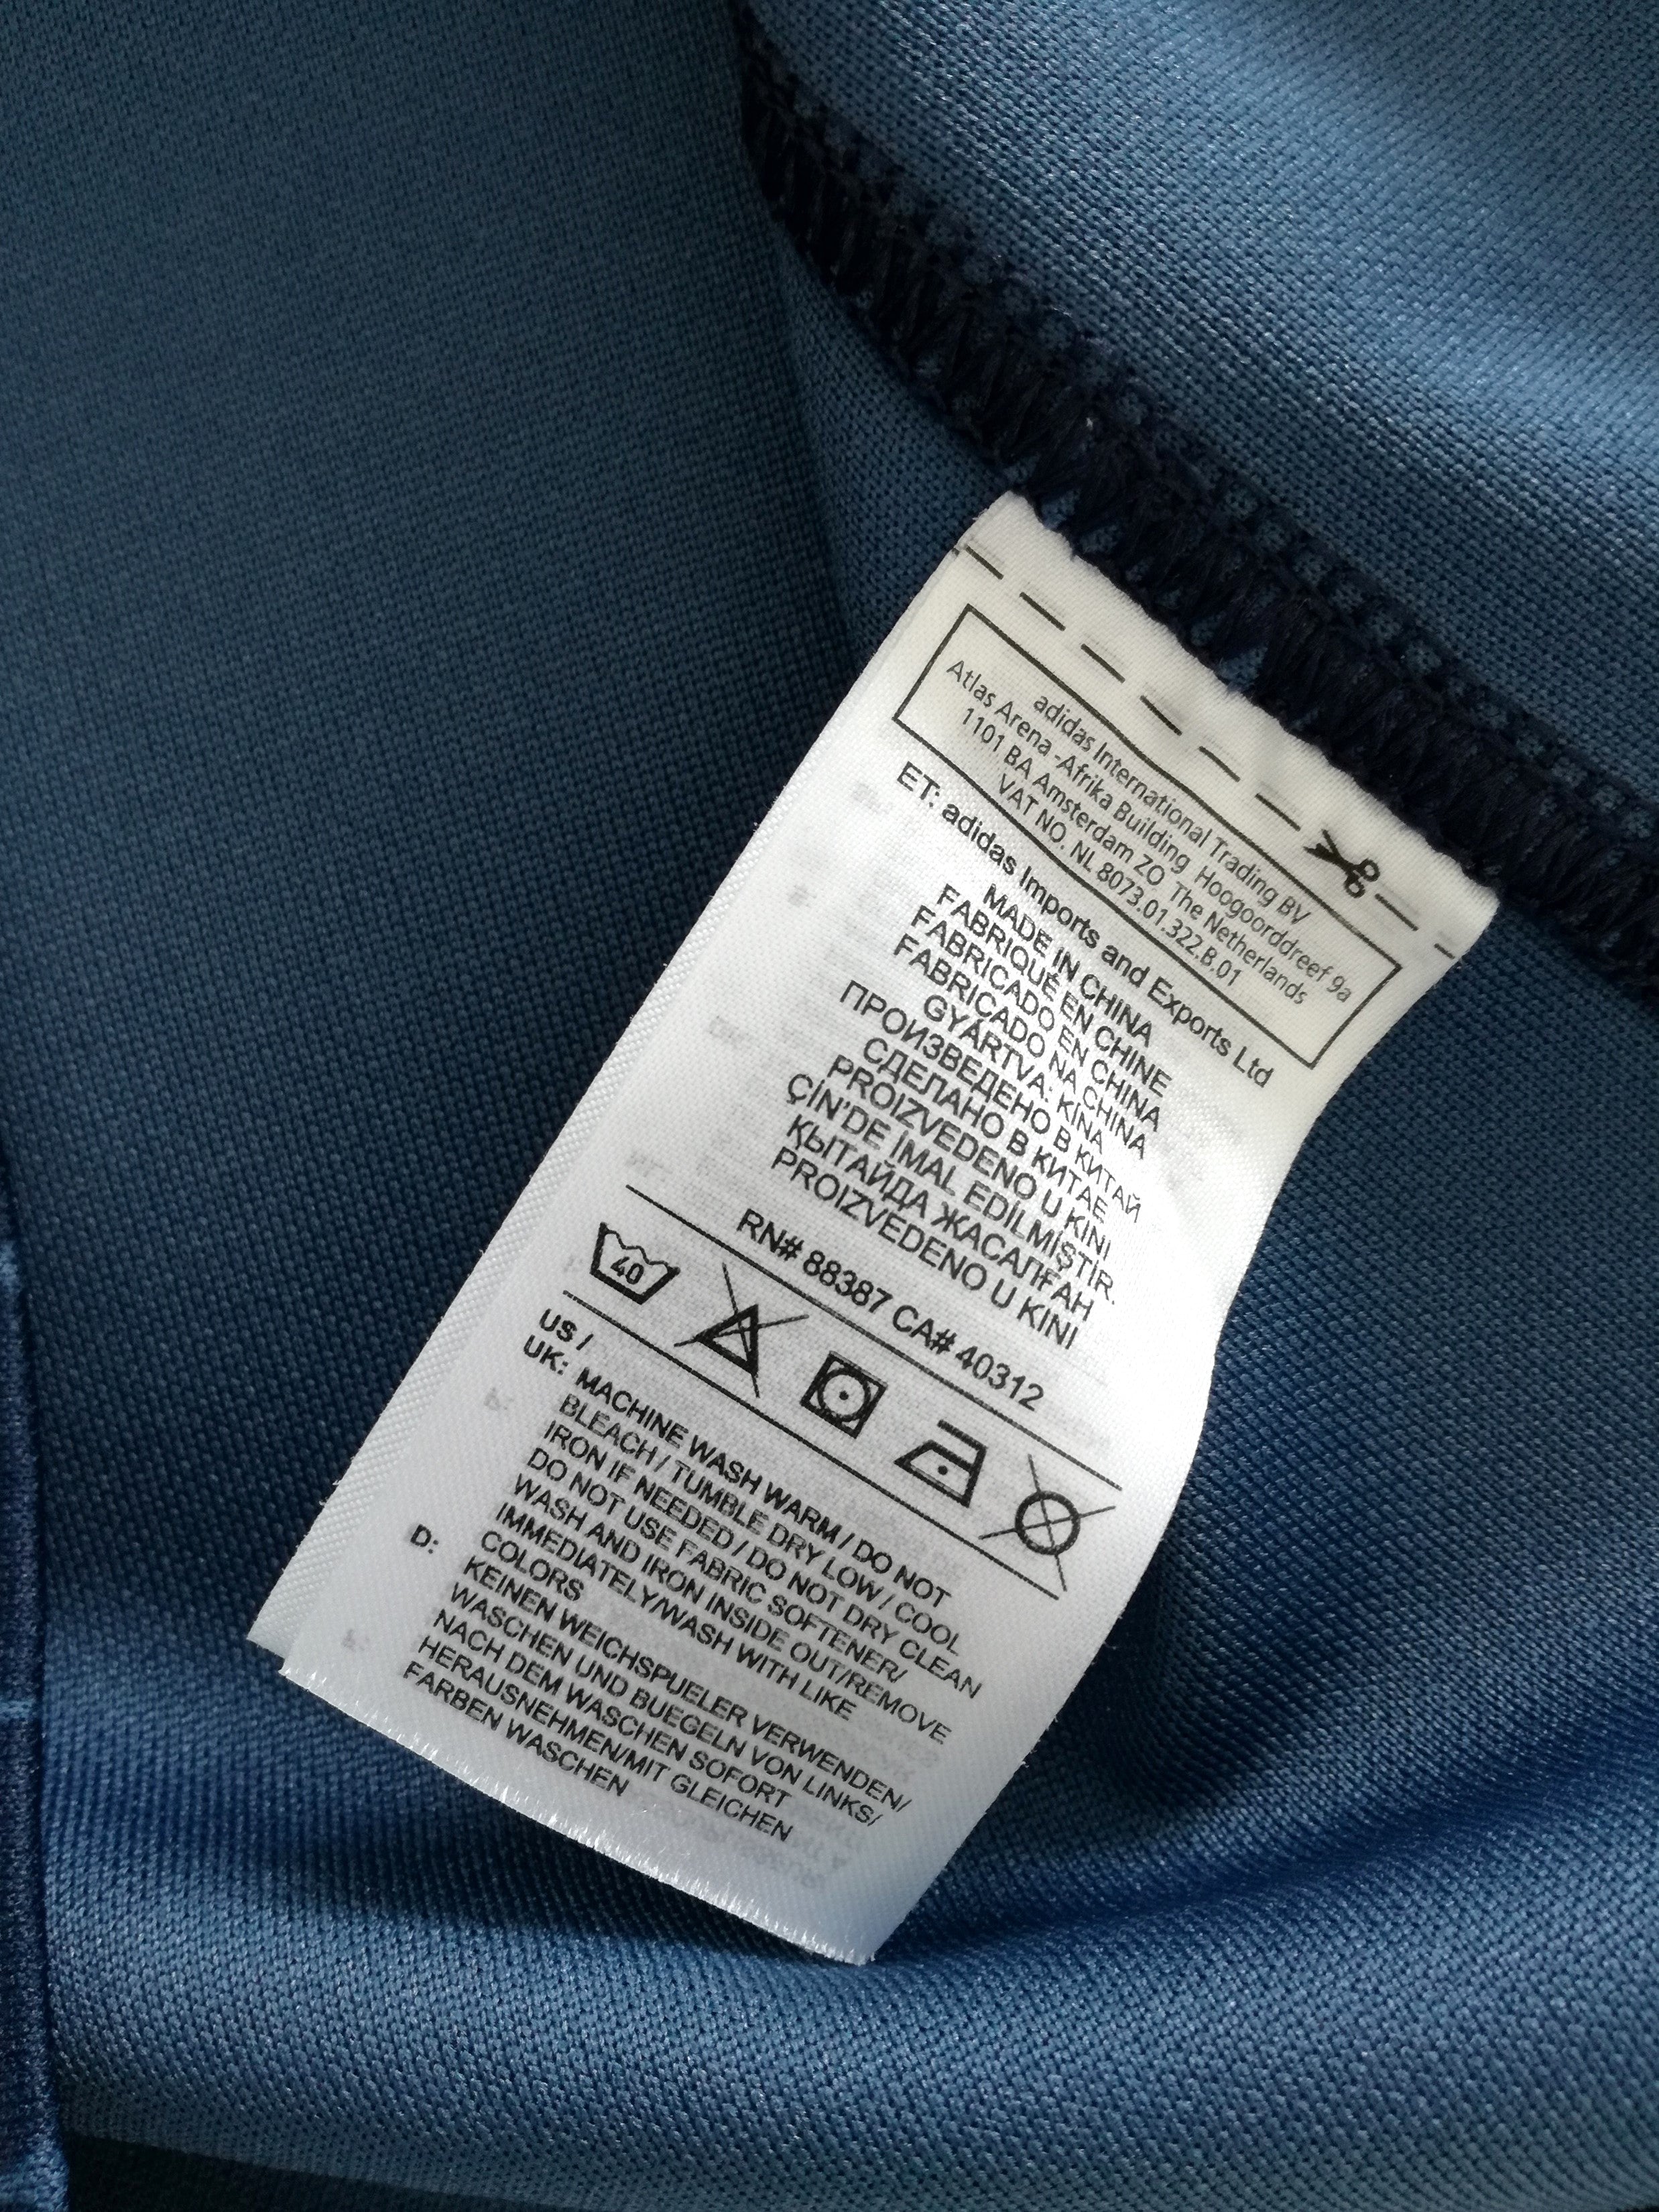 adidas International Trading BV
Atlas Arena -Afrika Building Hoogoorddreef 9a
1101 BA Amsterdam ZO The Netherlands
VAT NO. NL 8073.01.322.B.01
ET: adidas Imports and Exports Ltd
MADE IN CHINA
FABRIQUÉ EN CHINE
FABRICADO EN CHINA
FABRICADO NA CHINA
GYÁRTVA: KÍNA
ПРОИЗВЕДЕНО В КИТАЙ
СДЕЛАНО В КИТАЕ
PROIZVEDENO U KINI
ÇİN'DE İMAL EDİLMİŞTİR.
ҚЫТАЙДА ЖАСАЛҒАН
PROIZVEDENO U KINI
RN# 88387 CA# 40312
40
US /
UK: MACHINE WASH WARM / DO NOT
BLEACH / TUMBLE DRY LOW / COOL
IRON IF NEEDED / DO NOT DRY CLEAN
DO NOT USE FABRIC SOFTENER/
WASH AND IRON INSIDE OUT/REMOVE
IMMEDIATELY/WASH WITH LIKE
COLORS
D: KEINEN WEICHSPUELER VERWENDEN/
WASCHEN UND BUEGELN VON LINKS/
NACH DEM WASCHEN SOFORT
HERAUSNEHMEN/MIT GLEICHEN
FARBEN WASCHEN